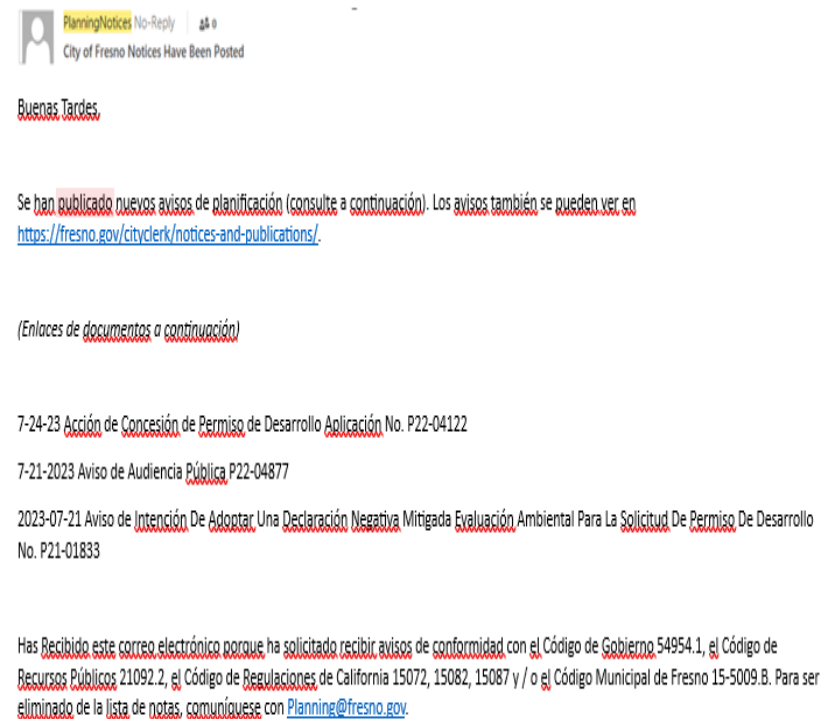 PlanningNotices No-Reply 0
City of Fresno Notices Have Been Posted
Buenas Tardes,
Se han publicado nuevos avisos de planificación (consulte a continuación). Los avisos también se pueden ver en
https://fresno.gov/cityclerk/notices-and-publications/.
(Enlaces de documentos a continuación)
7-24-23 Acción de Concesión de Permiso de Desarrollo Aplicación No. P22-04122
7-21-2023 Aviso de Audiencia Pública P22-04877
2023-07-21 Aviso de Intención De Adoptar Una Declaración Negativa Mitigada Evaluación Ambiental Para La Solicitud De Permiso De Desarrollo
No. P21-01833
Has Recibido este correo electrónico porque ha solicitado recibir avisos de conformidad con el Código de Gobierno 54954.1, el Código de
Recursos Públicos 21092.2, el Código de Regulaciones de California 15072, 15082, 15087 y / o el Código Municipal de Fresno 15-5009.B. Para ser
eliminado de la lista de notas, comuníquese con Planning@fresno.gov.